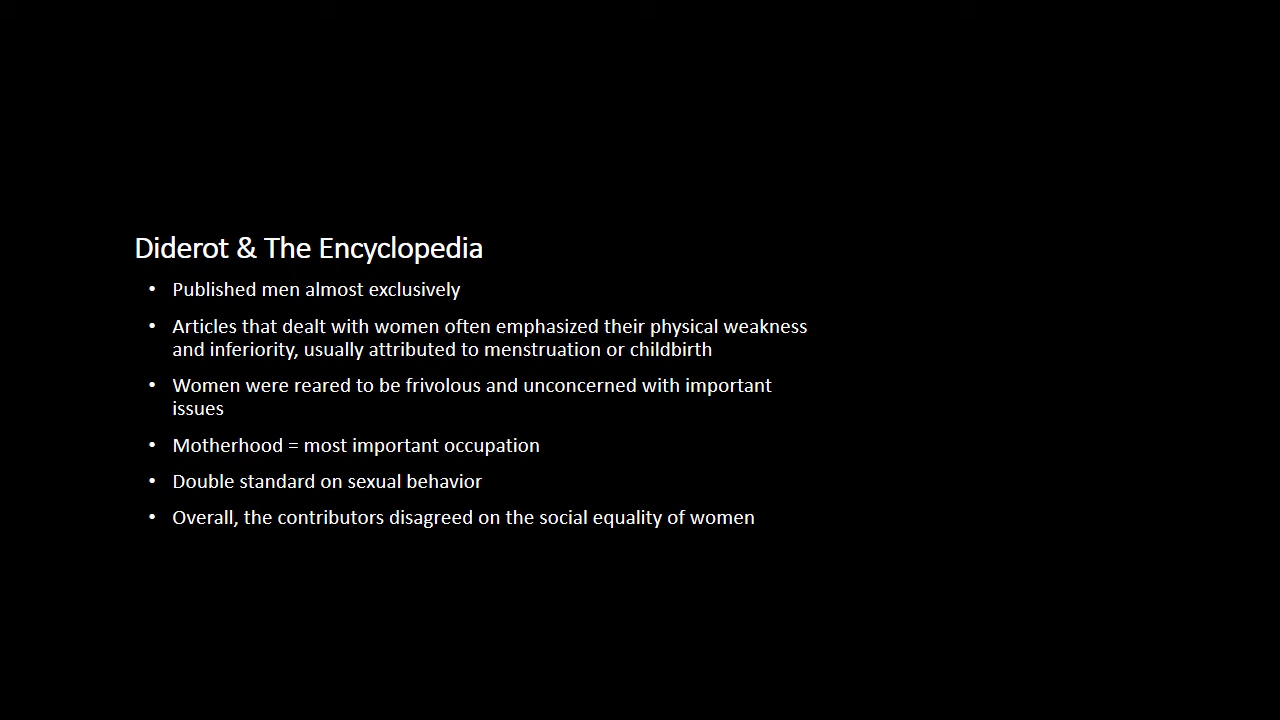 Diderot & The Encyclopedia
• Published men almost exclusively
• Articles that dealt with women often emphasized their physical weakness
and inferiority, usually attributed to menstruation or childbirth
• Women were reared to be frivolous and unconcerned with important
issues
• Motherhood = most important occupation
• Double standard on sexual behavior
• Overall, the contributors disagreed on the social equality of women